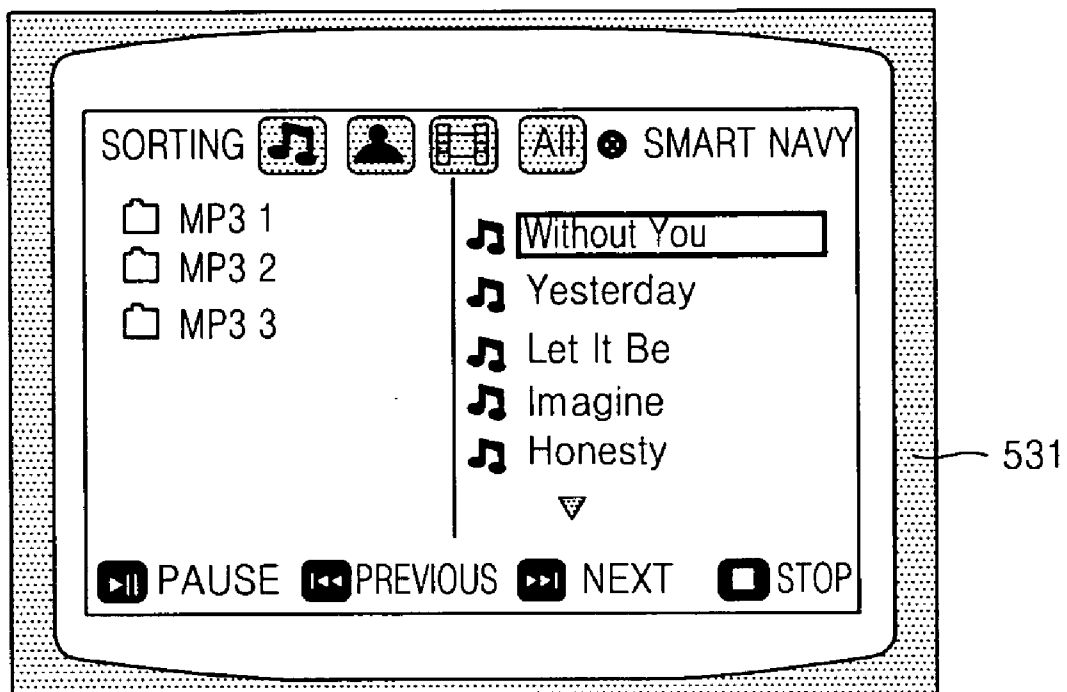 SORTING All SMART NAVY
MP3 1
MP3 2
MP3 3
Without You
Yesterday
Let It Be
Imagine
Honesty
531
PAUSE PREVIOUS NEXT STOP